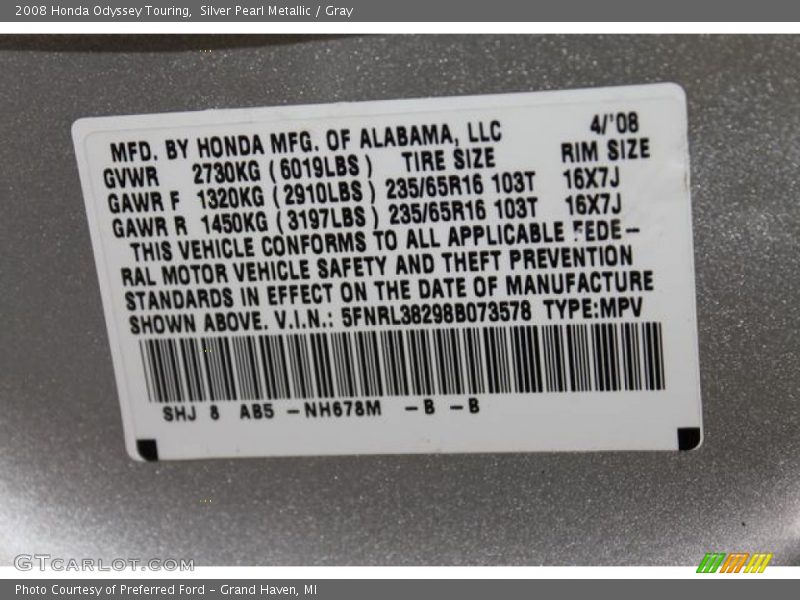 2008 Honda Odyssey Touring, Silver Pearl Metallic / Gray
MFD. BY HONDA MFG. OF ALABAMA, LLC 4/'08
GVWR 2730KG (6019LBS) TIRE SIZE RIM SIZE
GAWR F 1320KG (2910LBS) 235/65R16 103T 16X7J
GAWR R 1450KG (3197LBS) 235/65R16 103T 16X7J
THIS VEHICLE CONFORMS TO ALL APPLICABLE FEDE-
RAL MOTOR VEHICLE SAFETY AND THEFT PREVENTION
STANDARDS IN EFFECT ON THE DATE OF MANUFACTURE
SHOWN ABOVE. V.I.N.: 5FNRL38298B073578 TYPE:MPV
SHJ 8 AB5 -NH678M -B -B
GTCARLOT.COM
Photo Courtesy of Preferred Ford - Grand Haven, MI